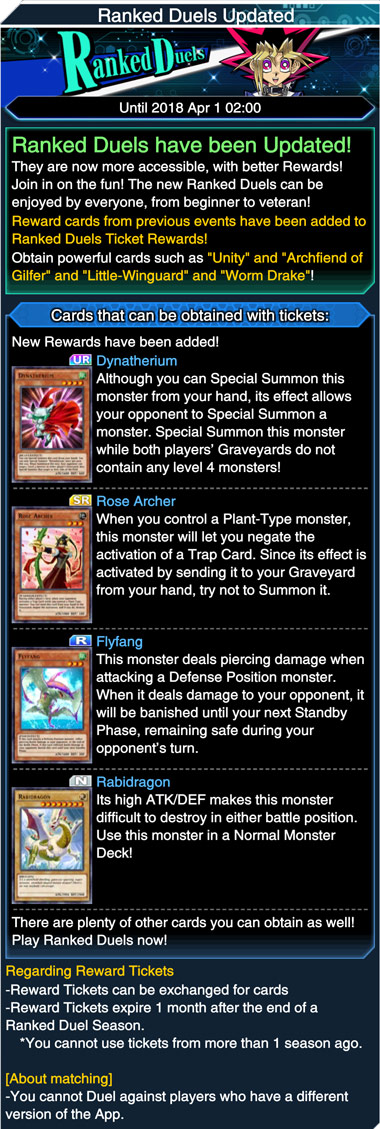 Ranked Duels Updated
Ranked Duels
Until 2018 Apr 1 02:00
Ranked Duels have been Updated!
They are now more accessible, with better Rewards!
Join in on the fun! The new Ranked Duels can be
enjoyed by everyone, from beginner to veteran!
Reward cards from previous events have been added to
Ranked Duels Ticket Rewards!
Obtain powerful cards such as "Unity" and "Archfiend of
Gilfer" and "Little-Winguard" and "Worm Drake"!
Cards that can be obtained with tickets:
New Rewards have been added!
UR Dynatherium
DYNATHERIUM
Although you can Special Summon this
monster from your hand, its effect allows
your opponent to Special Summon a
monster. Special Summon this monster
while both players' Graveyards do not
contain any level 4 monsters!
SR Rose Archer
ROSE ARCHER
When you control a Plant-Type monster,
this monster will let you negate the
activation of a Trap Card. Since its effect is
activated by sending it to your Graveyard
from your hand, try not to Summon it.
R Flyfang
FLYFANG
This monster deals piercing damage when
attacking a Defense Position monster.
When it deals damage to your opponent, it
will be banished until your next Standby
Phase, remaining safe during your
opponent's turn.
N Rabidragon
RABIDRAGON
Its high ATK/DEF makes this monster
difficult to destroy in either battle position.
Use this monster in a Normal Monster
Deck!
There are plenty of other cards you can obtain as well!
Play Ranked Duels now!
Regarding Reward Tickets
-Reward Tickets can be exchanged for cards
-Reward Tickets expire 1 month after the end of a
Ranked Duel Season.
*You cannot use tickets from more than 1 season ago.
[About matching]
-You cannot Duel against players who have a different
version of the App.